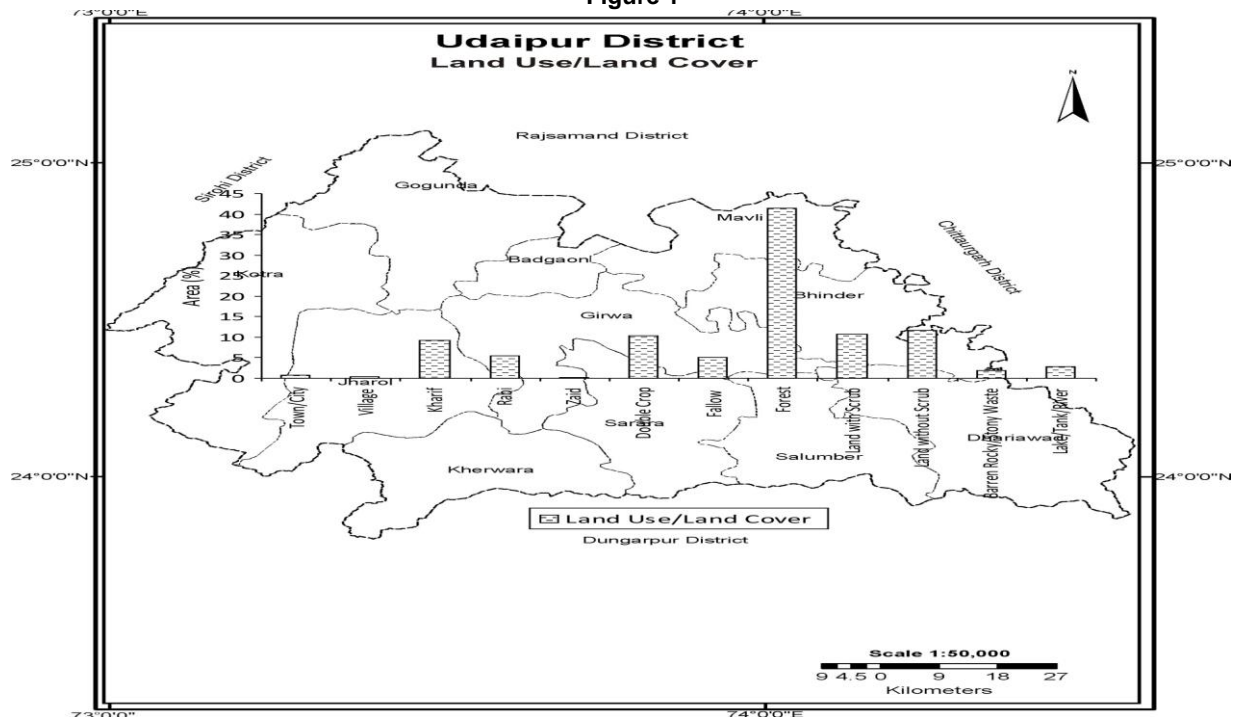 Figure 1
73°0'0"E 74°0'0"E
Udaipur District
Land Use/Land Cover
N
Rajsamand District
25°0'0"N 25°0'0"N
Sirohi District
Gogunda
Mavli
Chittaurgarh District
Kotra
Badgaon
Bhinder
Girwa
Area (%)
45
40
35
30
25
20
15
10
5
0
Jharol
Town/City
Village
Kharif
Rabi
Zaid
Double Crop
Fallow
Forest
Land with Scrub
Land without Scrub
Barren Rocky/Stony Waste
Lake/Tank/River
Sarada
Dhariawad
Kherwara
Salumber
24°0'0"N 24°0'0"N
Land Use/Land Cover
Dungarpur District
Scale 1:50,000
9 4.5 0 9 18 27
Kilometers
73°0'0" 74°0'0"E